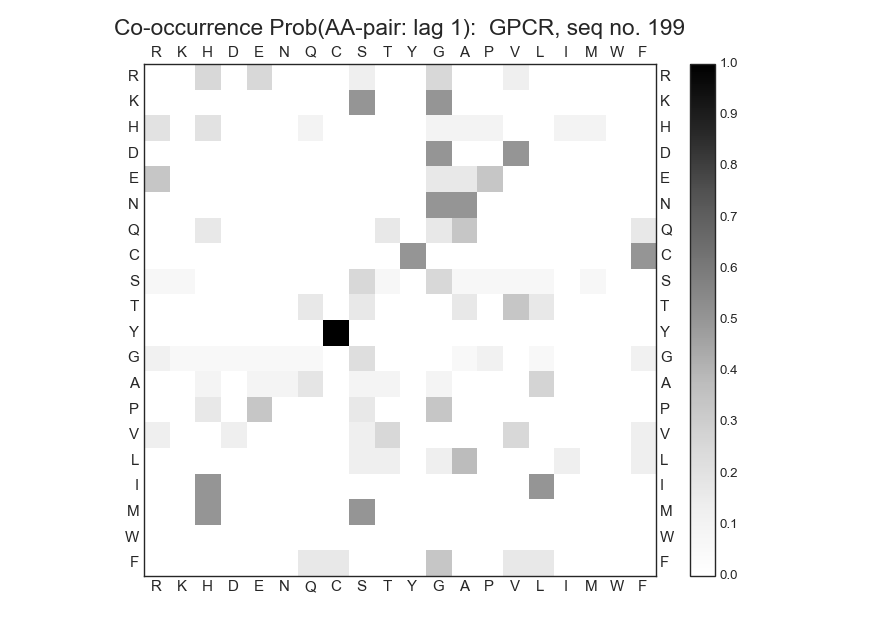 Co-occurrence Prob(AA-pair: lag 1):  GPCR, seq no. 199
R K H D E N Q C S T Y G A P V L I M W F
R R 1.0
K K 0.9
H H
D D 0.8
E E
N N 0.7
Q Q
C C 0.6
S S
T T 0.5
Y Y
G G 0.4
A A
P P 0.3
V V
L L 0.2
I I
M M 0.1
W W
F F 0.0
R K H D E N Q C S T Y G A P V L I M W F